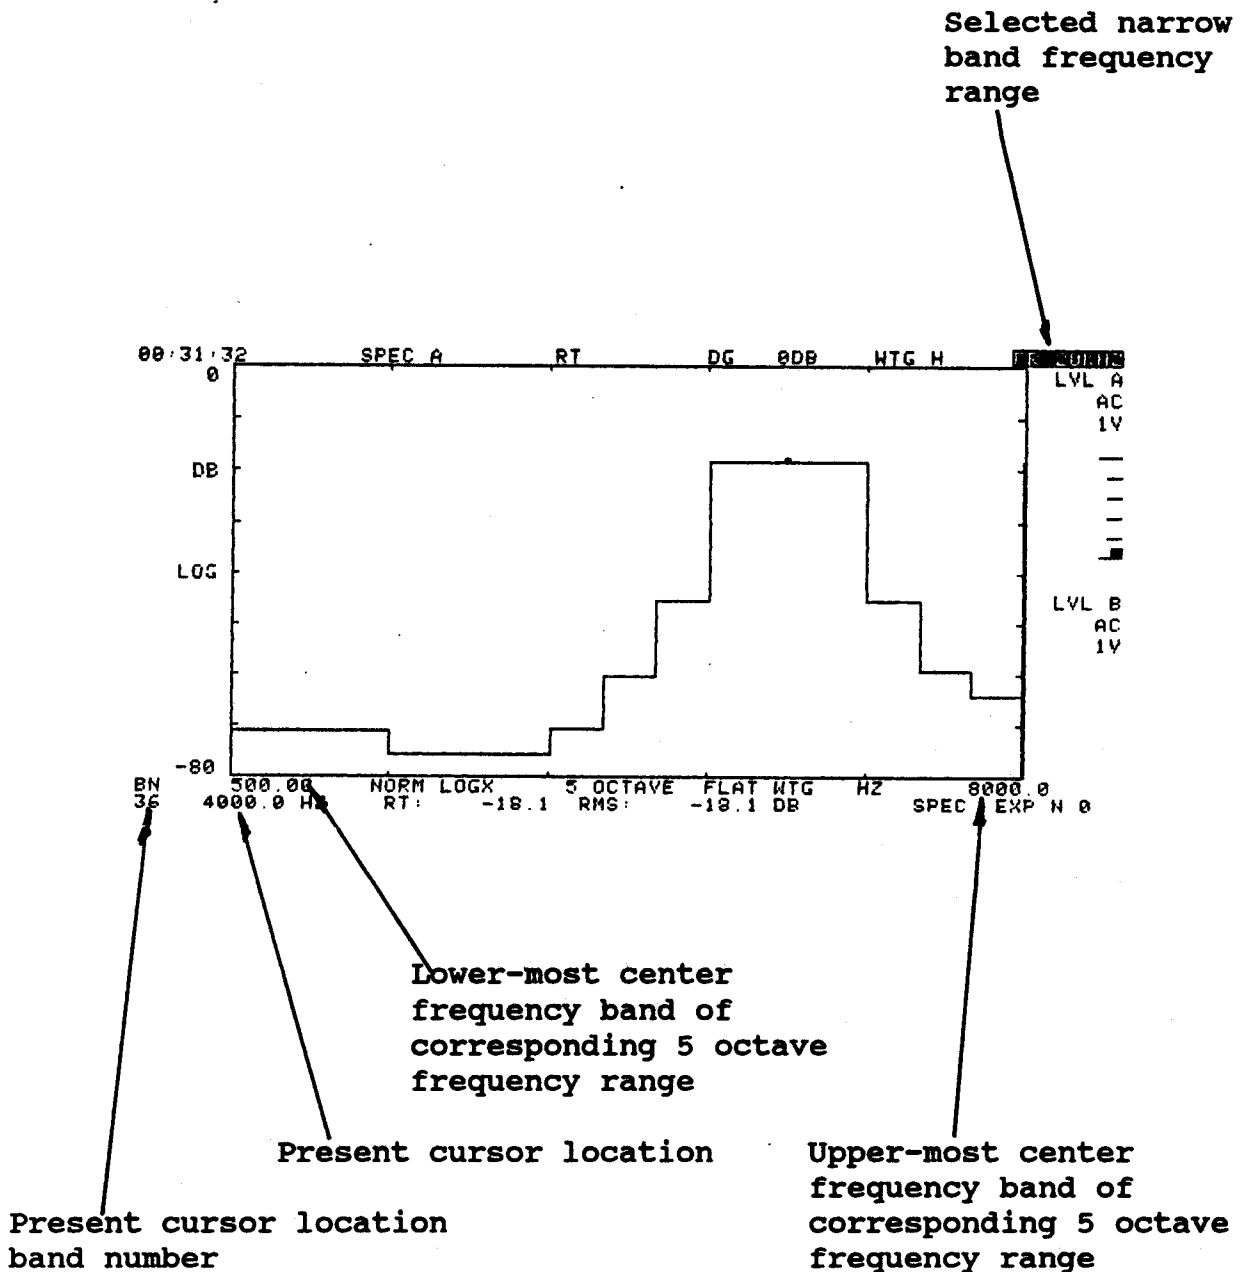 Selected narrow
band frequency
range
00:31:32 SPEC A RT DG 0DB WTG H
0
LVL A
AC
1V
DB
LOG
LVL B
AC
1V
-80
BN 500.00 NORM LOGX 5 OCTAVE FLAT WTG HZ 8000.0
36 4000.0 HZ RT: -18.1 RMS: -18.1 DB SPEC EXP N 0
Lower-most center
frequency band of
corresponding 5 octave
frequency range
Present cursor location
Upper-most center
frequency band of
corresponding 5 octave
frequency range
Present cursor location
band number